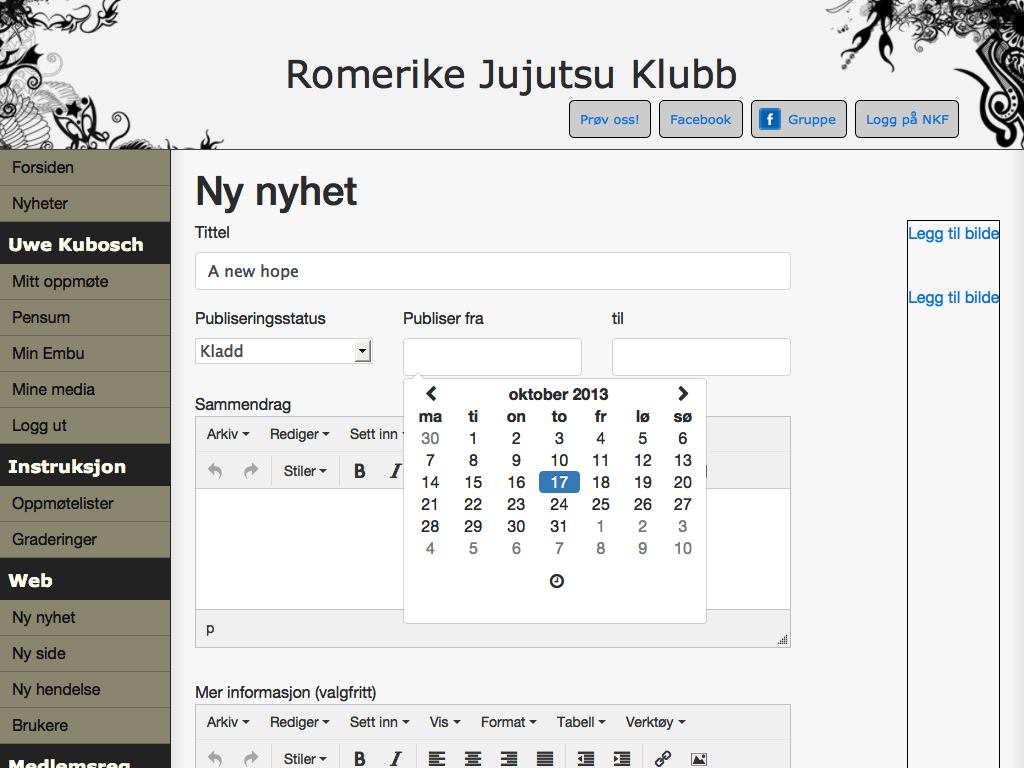 Romerike Jujutsu Klubb
Prøv oss! Facebook Gruppe Logg på NKF
Forsiden
Nyheter
Uwe Kubosch
Mitt oppmøte
Pensum
Min Embu
Mine media
Logg ut
Instruksjon
Oppmøtelister
Graderinger
Web
Ny nyhet
Ny side
Ny hendelse
Brukere
Medlemsreg
Ny nyhet
Tittel
A new hope
Publiseringsstatus Publiser fra til
Kladd
oktober 2013
ma ti on to fr lø sø
30 1 2 3 4 5 6
7 8 9 10 11 12 13
14 15 16 17 18 19 20
21 22 23 24 25 26 27
28 29 30 31 1 2 3
4 5 6 7 8 9 10
Sammendrag
Arkiv Rediger Sett inn
Stiler B I
p
Mer informasjon (valgfritt)
Arkiv Rediger Sett inn Vis Format Tabell Verktøy
Stiler B I
Legg til bilde
Legg til bilde